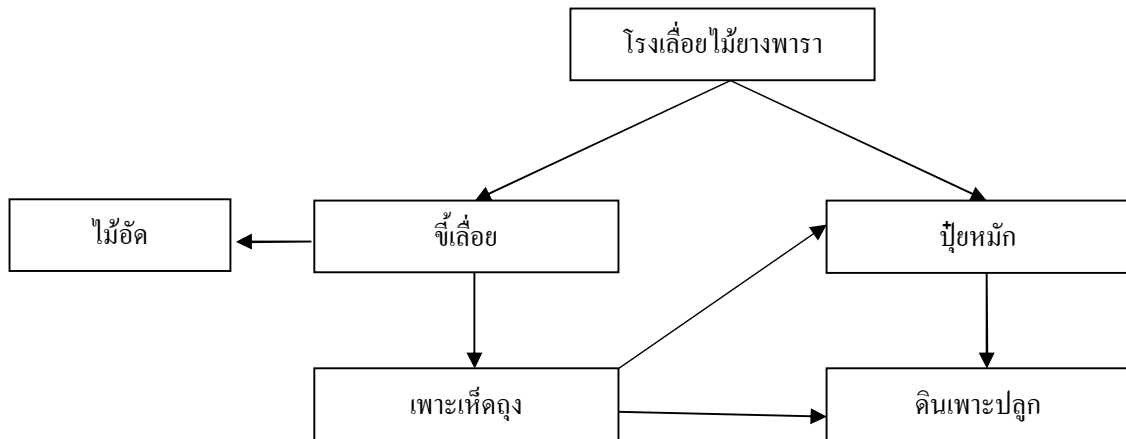 โรงเลื่อยไม้ยางพารา
ไม้อัด
ขี้เลื่อย
ปุ๋ยหมัก
เพาะเห็ดถุง
ดินเพาะปลูก